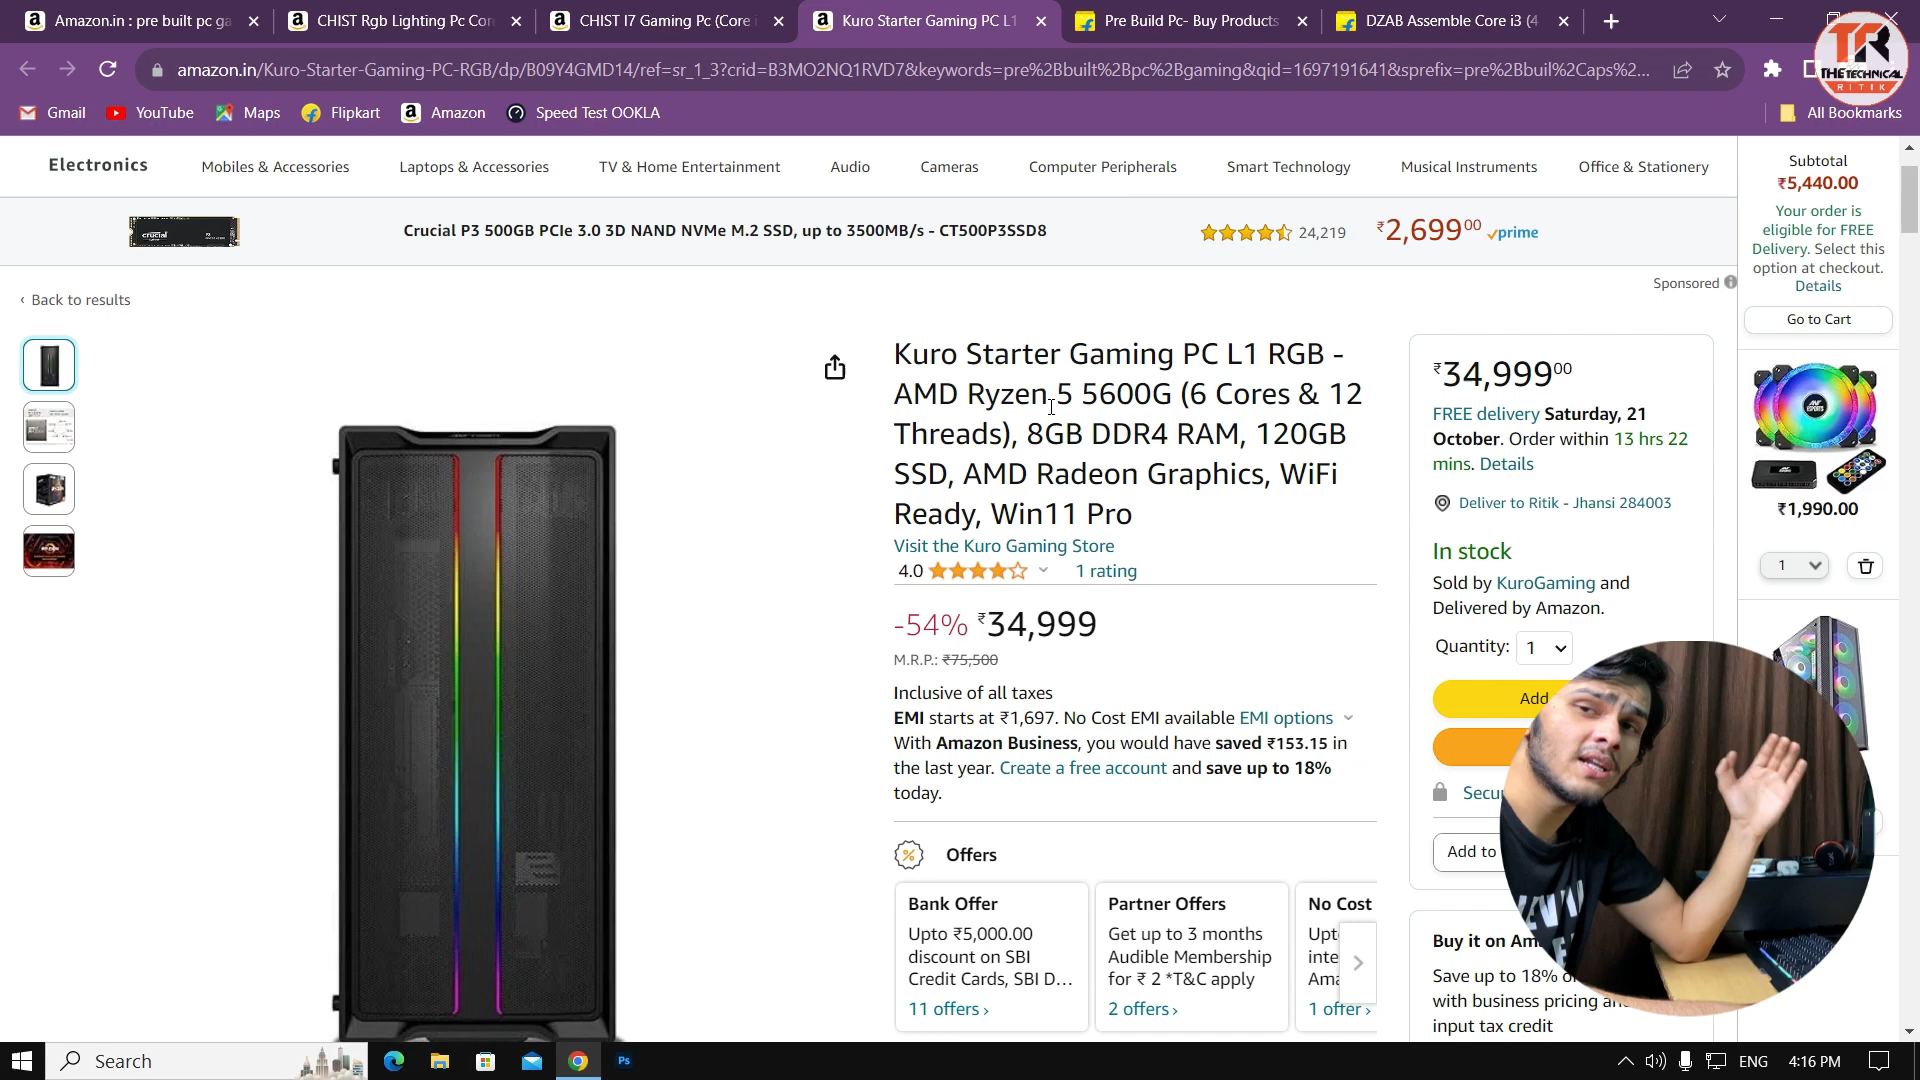 Amazon.in : pre built pc ga
CHIST Rgb Lighting Pc Cor
CHIST I7 Gaming Pc (Core i
Kuro Starter Gaming PC L1
Pre Build Pc- Buy Products
DZAB Assemble Core i3 (4
amazon.in/Kuro-Starter-Gaming-PC-RGB/dp/B09Y4GMD14/ref=sr_1_3?crid=B3MO2NQ1RVD7&keywords=pre%2Bbuilt%2Bpc%2Bgaming&qid=1697191641&sprefix=pre%2Bbuil%2Caps%2...
TR
THE TECHNICAL
RITIK
Gmail
YouTube
Maps
Flipkart
Amazon
Speed Test OOKLA
All Bookmarks
Electronics
Mobiles & Accessories
Laptops & Accessories
TV & Home Entertainment
Audio
Cameras
Computer Peripherals
Smart Technology
Musical Instruments
Office & Stationery
crucial
Crucial P3 500GB PCIe 3.0 3D NAND NVMe M.2 SSD, up to 3500MB/s - CT500P3SSD8
24,219
₹2,69900
prime
Sponsored
‹ Back to results
Kuro Starter Gaming PC L1 RGB -
AMD Ryzen 5 5600G (6 Cores & 12
Threads), 8GB DDR4 RAM, 120GB
SSD, AMD Radeon Graphics, WiFi
Ready, Win11 Pro
Visit the Kuro Gaming Store
4.0
1 rating
-54% ₹34,999
M.R.P.: ₹75,500
Inclusive of all taxes
EMI starts at ₹1,697. No Cost EMI available EMI options
With Amazon Business, you would have saved ₹153.15 in
the last year. Create a free account and save up to 18%
today.
Offers
Bank Offer
Upto ₹5,000.00
discount on SBI
Credit Cards, SBI D...
11 offers ›
Partner Offers
Get up to 3 months
Audible Membership
for ₹ 2 *T&C apply
2 offers ›
No Cost
Upt
inte
Ama
1 offer ›
₹34,99900
FREE delivery Saturday, 21
October. Order within 13 hrs 22
mins. Details
Deliver to Ritik - Jhansi 284003
In stock
Sold by KuroGaming and
Delivered by Amazon.
Quantity: 1
Add
Secu
Add to
Buy it on Am
Save up to 18% o
with business pricing an
input tax credit
Subtotal
₹5,440.00
Your order is
eligible for FREE
Delivery. Select this
option at checkout.
Details
Go to Cart
₹1,990.00
1
Search
Ps
ENG
4:16 PM